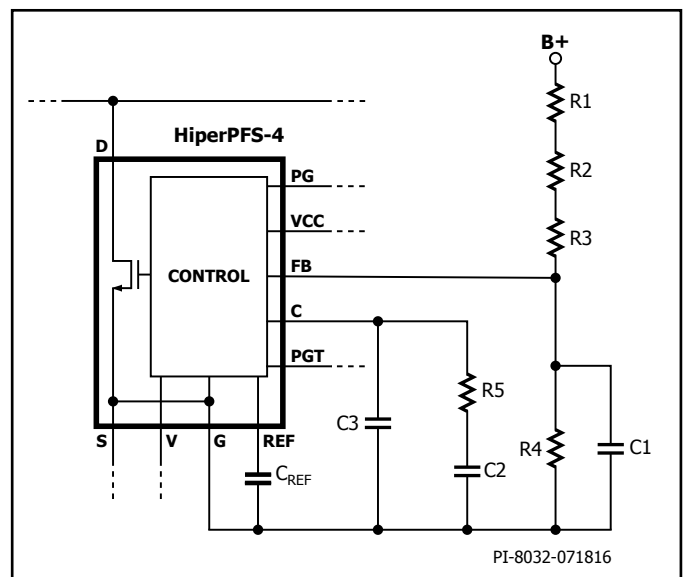 B+
R1
HiperPFS-4
D
PG
R2
VCC
R3
CONTROL
FB
C
PGT
R5
C3
R4
C1
S
V
G
REF
C2
CREF
PI-8032-071816